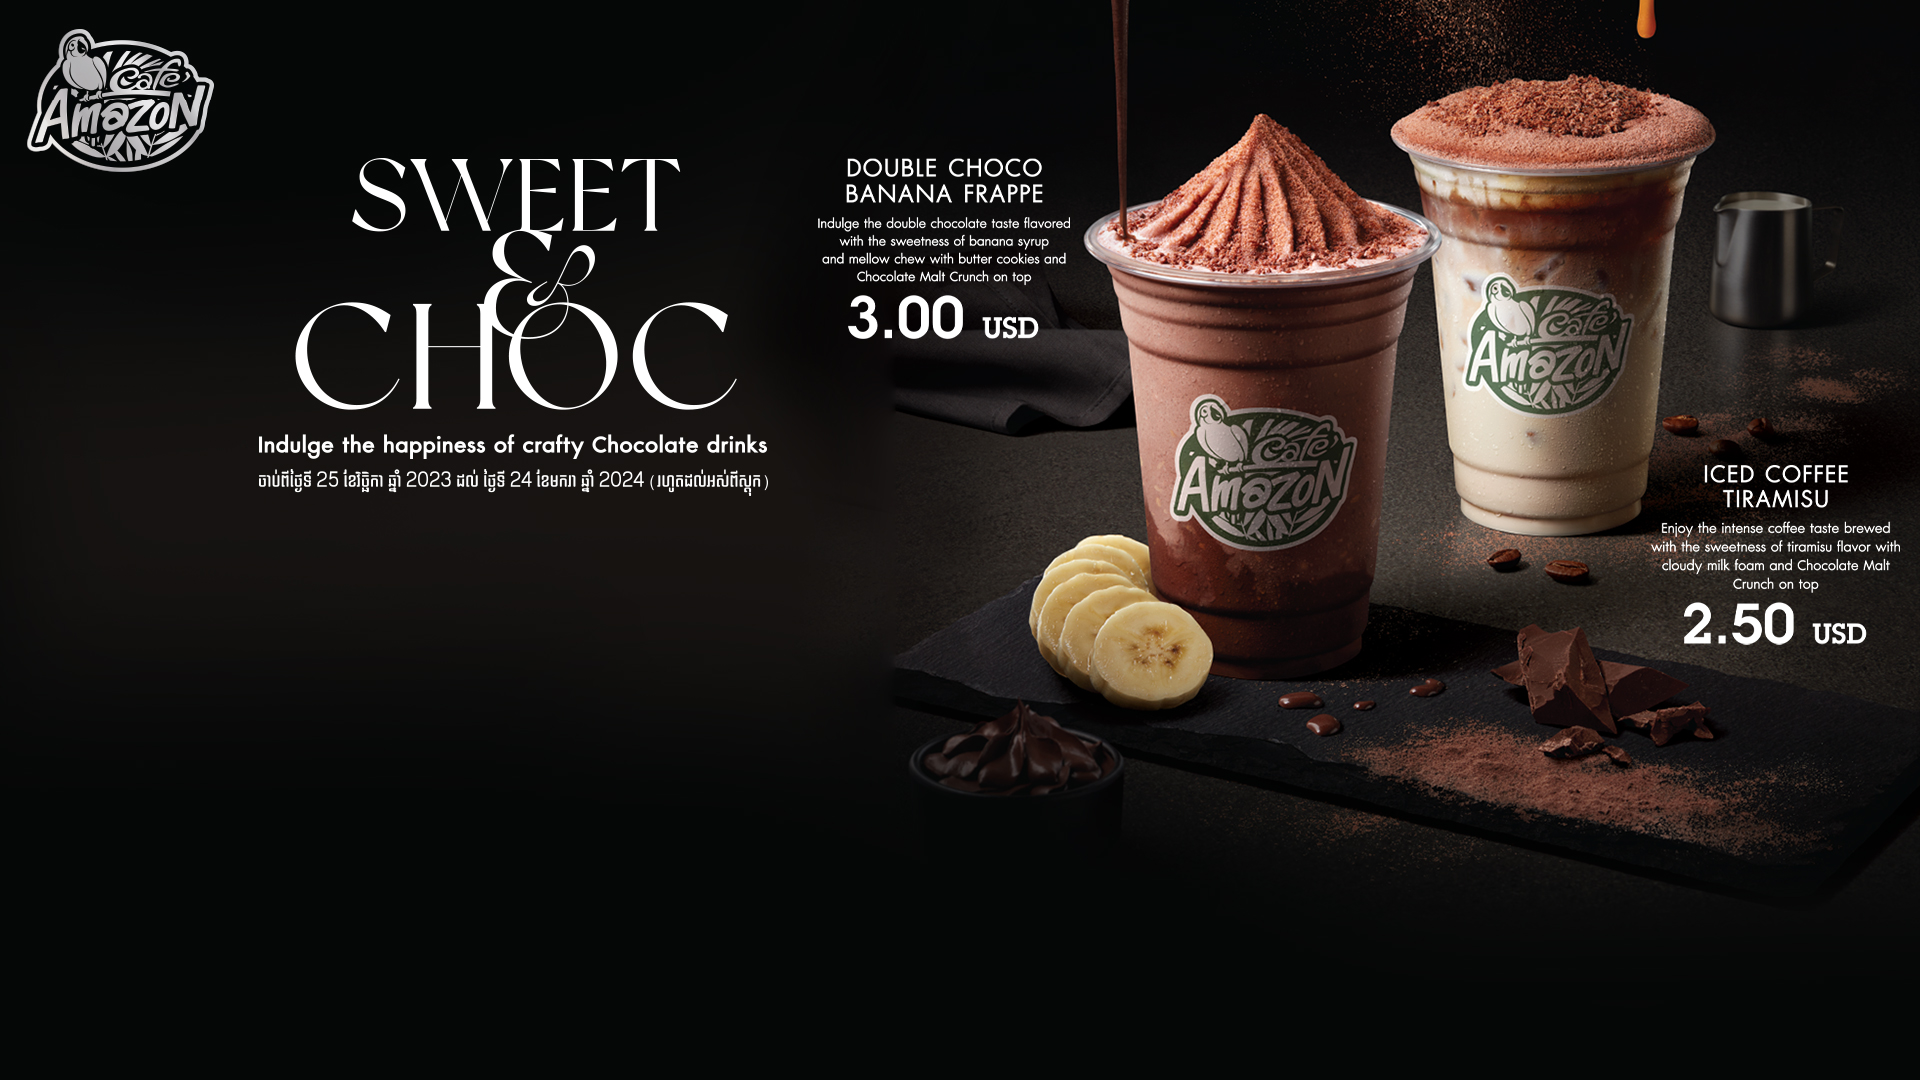 Café
Amazon
SWEET
&
CHOC
Indulge the happiness of crafty Chocolate drinks
ចាប់ពីថ្ងៃទី 25 ខែវិច្ឆិកា ឆ្នាំ 2023 ដល់ ថ្ងៃទី 24 ខែមករា ឆ្នាំ 2024 (រហូតដល់អស់ពីស្តុក)
DOUBLE CHOCO
BANANA FRAPPE
Indulge the double chocolate taste flavored
with the sweetness of banana syrup
and mellow chew with butter cookies and
Chocolate Malt Crunch on top
3.00 USD
Café
Amazon
Café
Amazon
ICED COFFEE
TIRAMISU
Enjoy the intense coffee taste brewed
with the sweetness of tiramisu flavor with
cloudy milk foam and Chocolate Malt
Crunch on top
2.50 USD